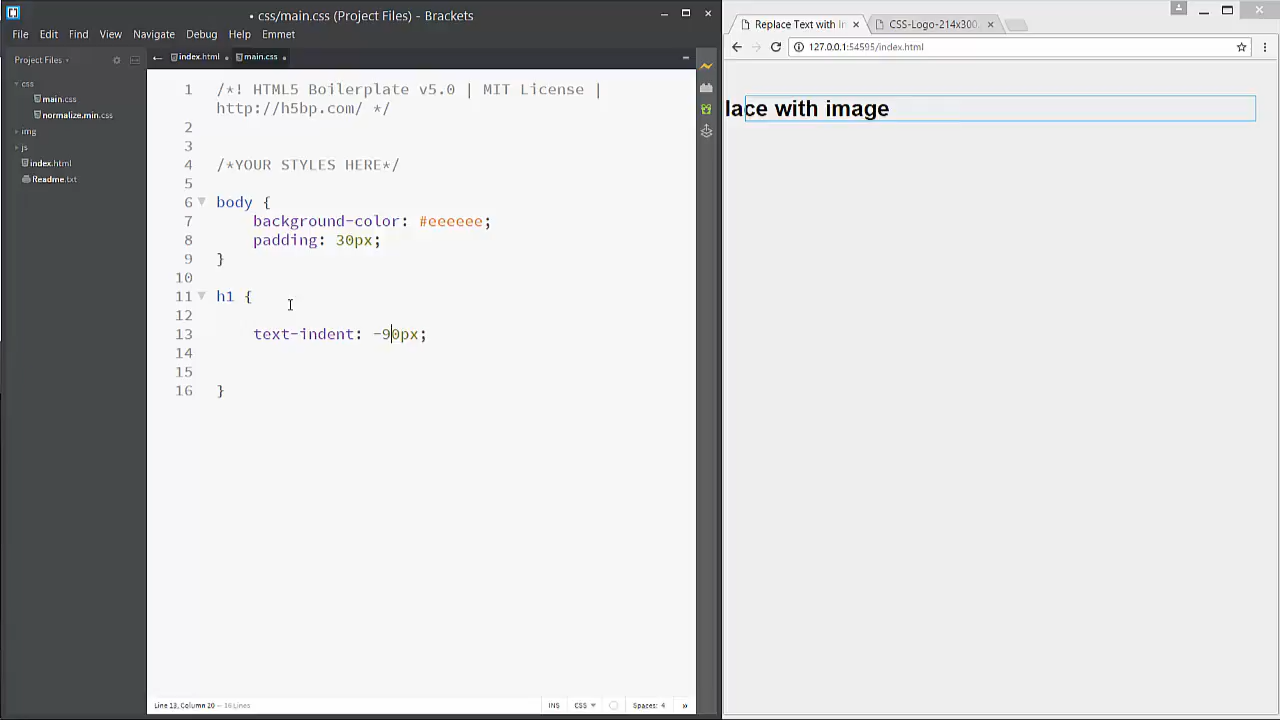 • css/main.css (Project Files) - Brackets
File Edit Find View Navigate Debug Help Emmet
Project Files
css
main.css
normalize.min.css
img
js
index.html
Readme.txt
index.html • main.css •
1 /*! HTML5 Boilerplate v5.0 | MIT License |
http://h5bp.com/ */
2
3
4 /*YOUR STYLES HERE*/
5
6 body {
7 background-color: #eeeeee;
8 padding: 30px;
9 }
10
11 h1 {
12
13 text-indent: -90px;
14
15
16 }
Line 13, Column 20 — 16 Lines
INS CSS Spaces: 4 »
Replace Text with i
CSS-Logo-214x300.
127.0.0.1:54595/index.html
lace with image